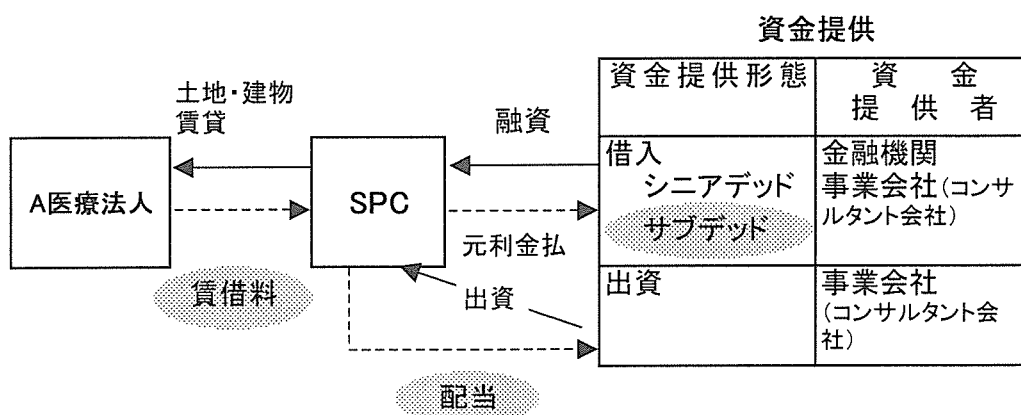 資金提供
資金提供形態
資金
提供者
土地・建物
賃貸
融資
A医療法人
SPC
借入
シニアデッド
サブデッド
金融機関
事業会社(コンサ
ルタント会社)
元利金払
賃借料
出資
出資
事業会社
(コンサルタント会
社)
配当